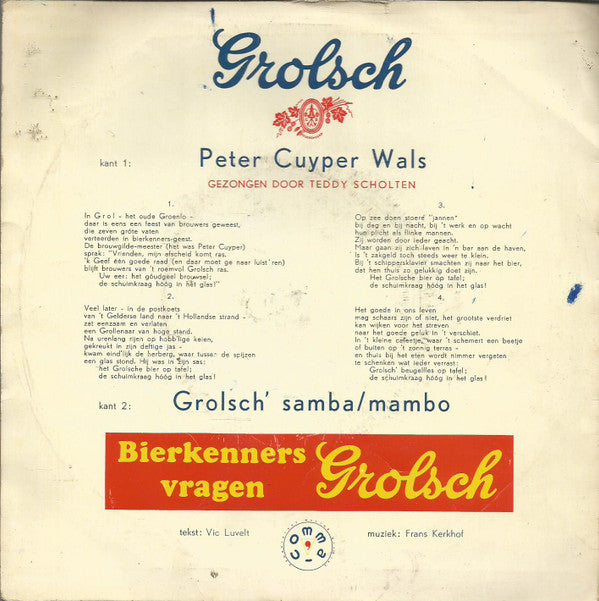 Grolsch
kant 1:
Peter Cuyper Wals
GEZONGEN DOOR TEDDY SCHOLTEN
1.
In Grol - het oude Groenlo -
daar is eens een feest van brouwers geweest,
die zeven gróte vaten
verteerden in bierkenners-geest.
De brouwgilde-meester (het was Peter Cuyper)
sprak: "Vrienden, mijn afscheid komt ras.
'k Geef één goede raad (en daar moet ge naar luist'ren)
blijft brouwers van 't roemvol Grolsch ras.
Uw eer: het góudgeel brouwsel;
de schuimkraag hóóg in het glas!"
2.
Veel later - in de postkoets
van 't Gelderse land naar 't Hollandse strand -
zat eenzaam en verlaten
een Grollenaar van hoge stand.
Na urenlang rijen op hobb'lige keien,
gekreukt in zijn deftige jas -
kwam eind'lijk de herberg, waar tussen de spijzen
een glas stond. Hij was in zijn sas:
het Grolsche bier op tafel;
de schuimkraag hóóg in het glas!
3.
Op zee doen stoere "jannen"
bij dag en bij nacht, bij 't werk en op wacht
hun plicht als flinke mannen.
Zij worden door ieder geacht.
Maar gaan zij zich laven in 'n bar aan de haven,
is 't zakgeld toch steeds weer te klein.
Bij 't schippersklavier smachten zij naar het bier,
dat hen thuis zo gelukkig doet zijn.
Het Grolsche bier op tafel;
de schuimkraag hóóg in het glas!
4.
Het goede in ons leven
mag schaars zijn of niet, het grootste verdriet
kan wijken voor het streven
naar het goede geluk in 't verschiet.
In 't kleine cafeetje, waar 't schemert een beetje
of buiten op 't zonnig terras -
en thuis bij het eten wordt nimmer vergeten
te schenken wat ieder verrast:
Grolsch' beugelfles op tafel;
de schuimkraag hóóg in het glas!
kant 2:
Grolsch' samba/mambo
Bierkenners
vragen
Grolsch
tekst: Vic Luvelt
comma
muziek: Frans Kerkhof